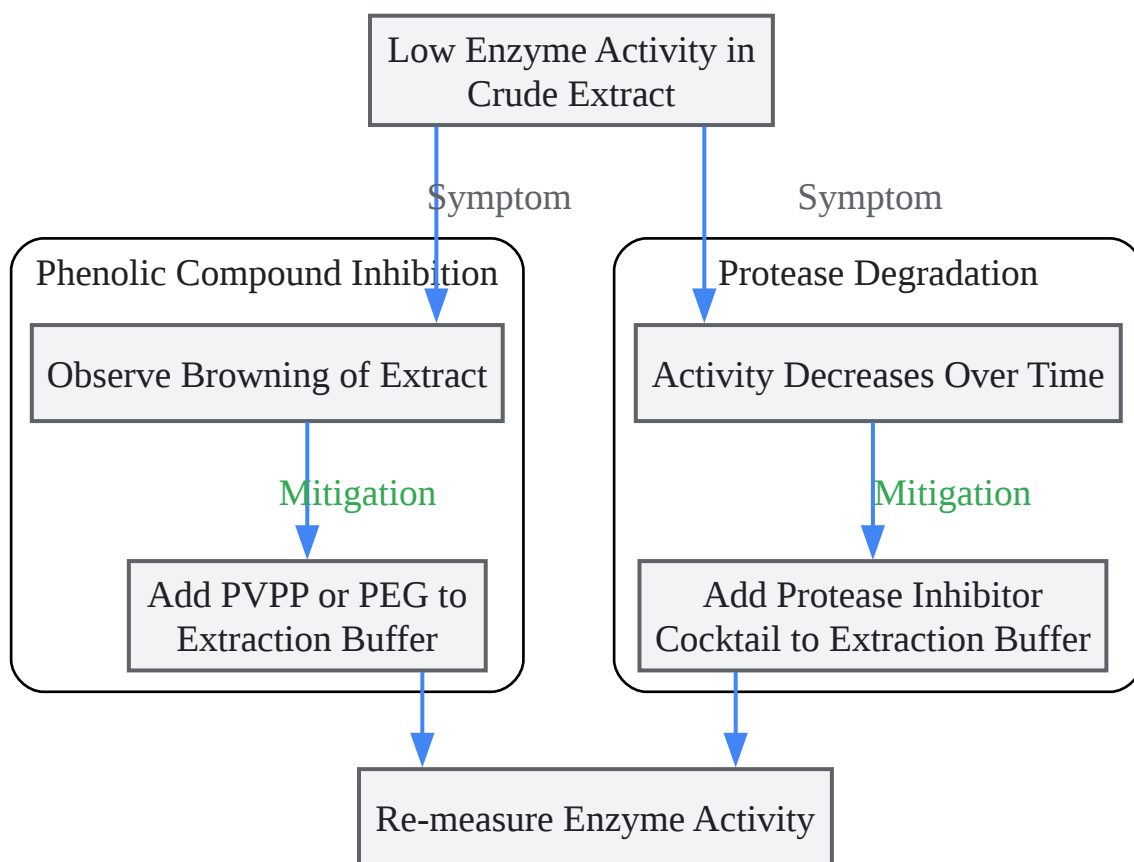 Low Enzyme Activity in
Crude Extract
Symptom
Symptom
Phenolic Compound Inhibition
Protease Degradation
Observe Browning of Extract
Activity Decreases Over Time
Mitigation
Mitigation
Add PVPP or PEG to
Extraction Buffer
Add Protease Inhibitor
Cocktail to Extraction Buffer
Re-measure Enzyme Activity